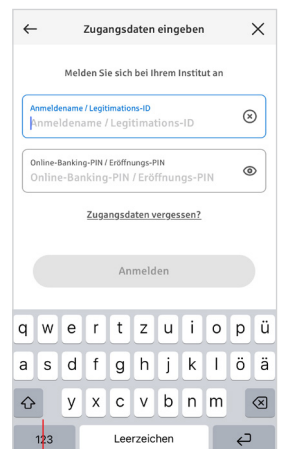 Zugangsdaten eingeben
Melden Sie sich bei Ihrem Institut an
Anmeldename / Legitimations-ID
Anmeldename / Legitimations-ID
Online-Banking-PIN / Eröffnungs-PIN
Online-Banking-PIN / Eröffnungs-PIN
Zugangsdaten vergessen?
Anmelden
q w e r t z u i o p ü
a s d f g h j k l ö ä
y x c v b n m
123 Leerzeichen